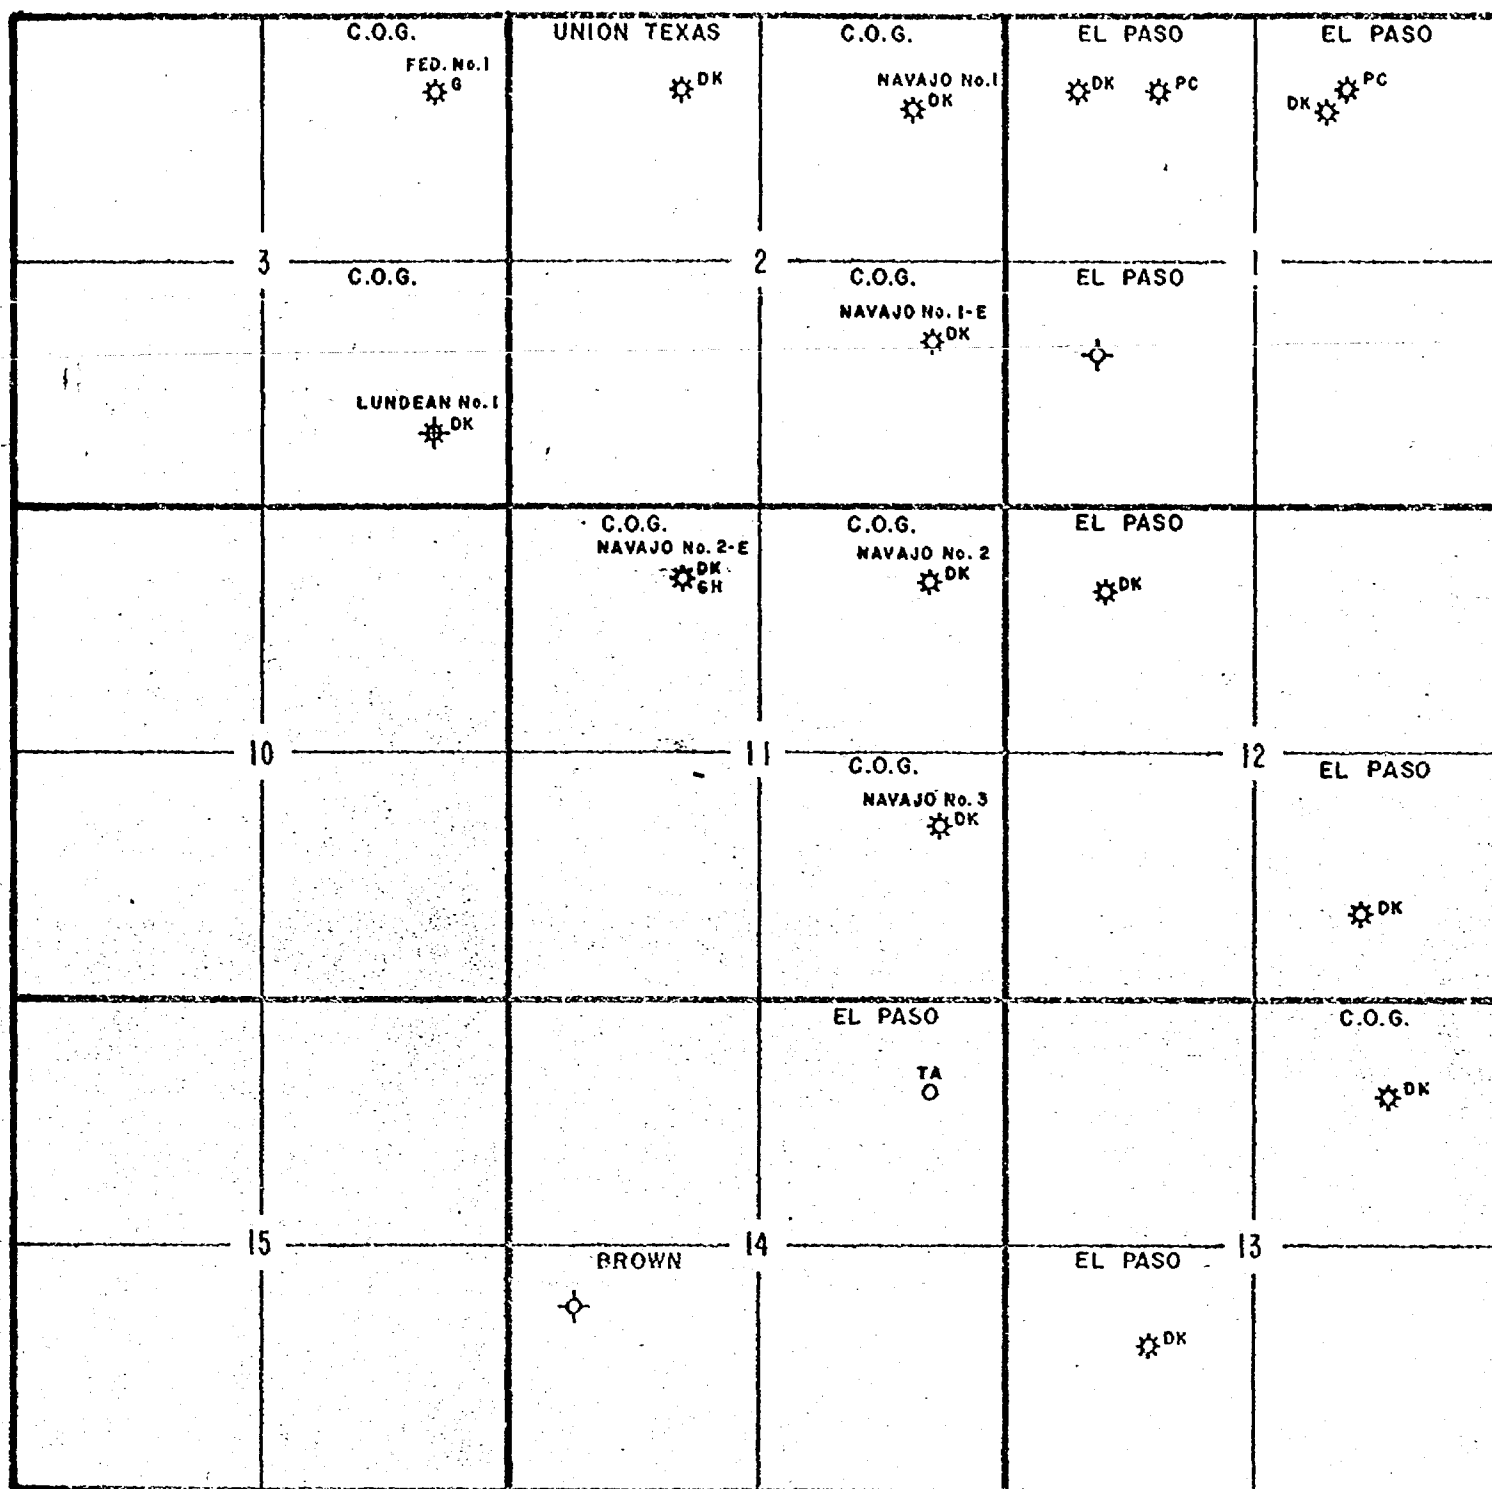 C.O.G.
FED. No.1
G
UNION TEXAS
DK
C.O.G.
NAVAJO No.1
DK
EL PASO
DK
PC
EL PASO
DK
PC
3
2
1
C.O.G.
LUNDEAN No.1
DK
C.O.G.
NAVAJO No. 1-E
DK
EL PASO
C.O.G.
NAVAJO No. 2-E
DK
GH
C.O.G.
NAVAJO No. 2
DK
EL PASO
DK
10
11
12
C.O.G.
NAVAJO No. 3
DK
EL PASO
DK
EL PASO
TA
C.O.G.
DK
15
14
13
BROWN
EL PASO
DK